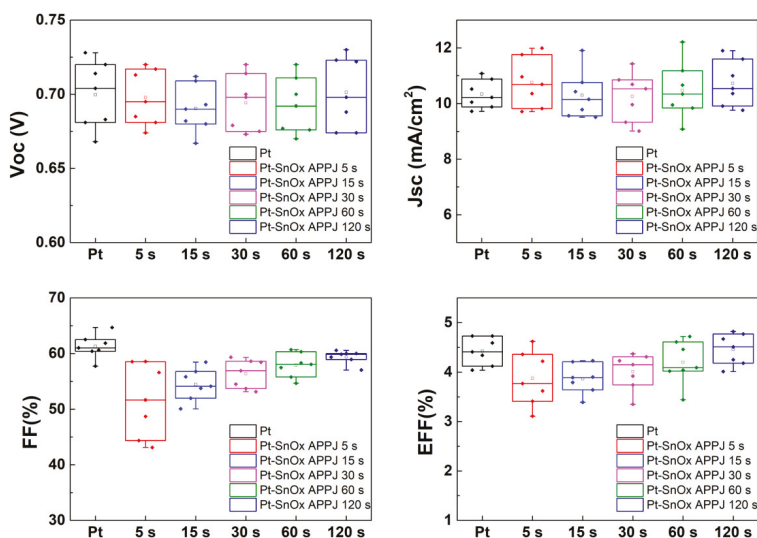 0.75
0.70
0.65
0.60
Voc (V)
Pt
Pt-SnOx APPJ 5 s
Pt-SnOx APPJ 15 s
Pt-SnOx APPJ 30 s
Pt-SnOx APPJ 60 s
Pt-SnOx APPJ 120 s
Pt 5 s 15 s 30 s 60 s 120 s
12
10
8
6
4
Jsc (mA/cm²)
Pt
Pt-SnOx APPJ 5 s
Pt-SnOx APPJ 15 s
Pt-SnOx APPJ 30 s
Pt-SnOx APPJ 60 s
Pt-SnOx APPJ 120 s
Pt 5 s 15 s 30 s 60 s 120 s
70
60
50
40
30
FF(%)
Pt
Pt-SnOx APPJ 5 s
Pt-SnOx APPJ 15 s
Pt-SnOx APPJ 30 s
Pt-SnOx APPJ 60 s
Pt-SnOx APPJ 120 s
Pt 5 s 15 s 30 s 60 s 120 s
5
4
3
2
1
EFF(%)
Pt
Pt-SnOx APPJ 5 s
Pt-SnOx APPJ 15 s
Pt-SnOx APPJ 30 s
Pt-SnOx APPJ 60 s
Pt-SnOx APPJ 120 s
Pt 5 s 15 s 30 s 60 s 120 s